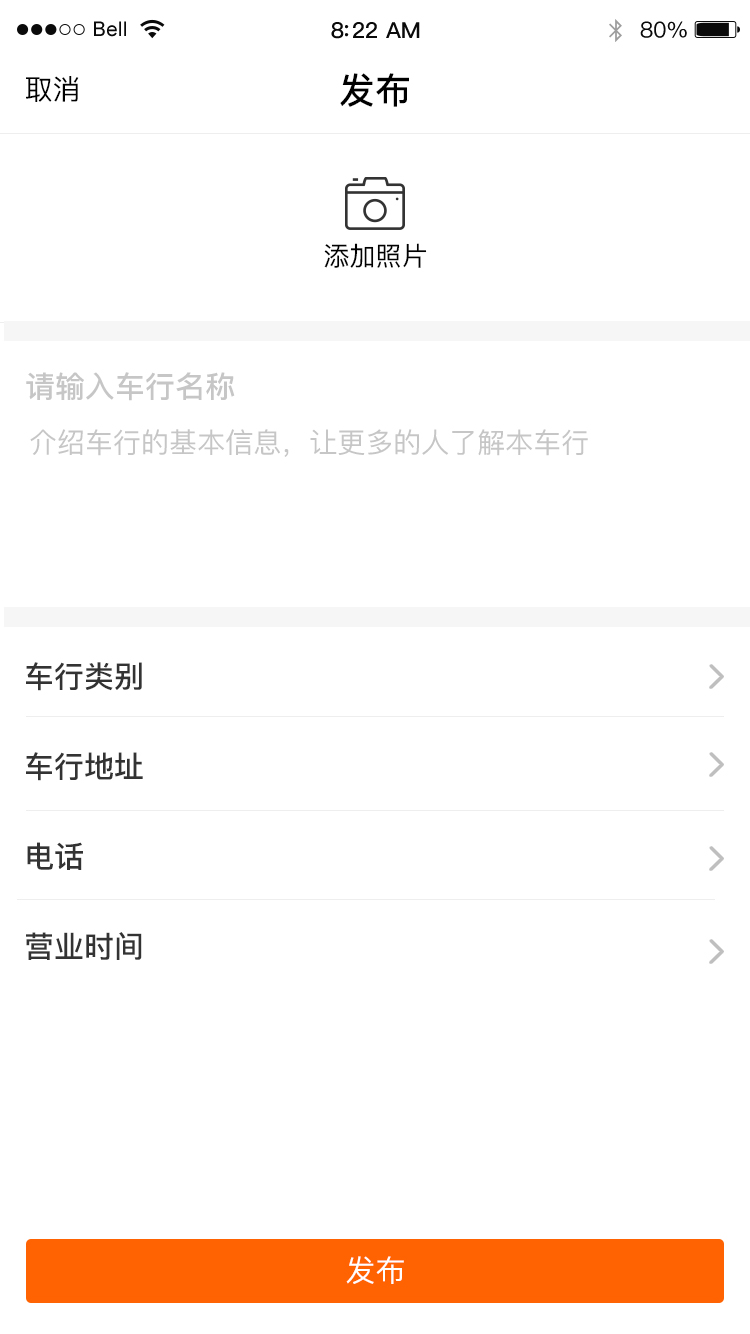 Bell
8:22 AM
80%
取消
发布
添加照片
请输入车行名称
介绍车行的基本信息，让更多的人了解本车行
车行类别
车行地址
电话
营业时间
发布